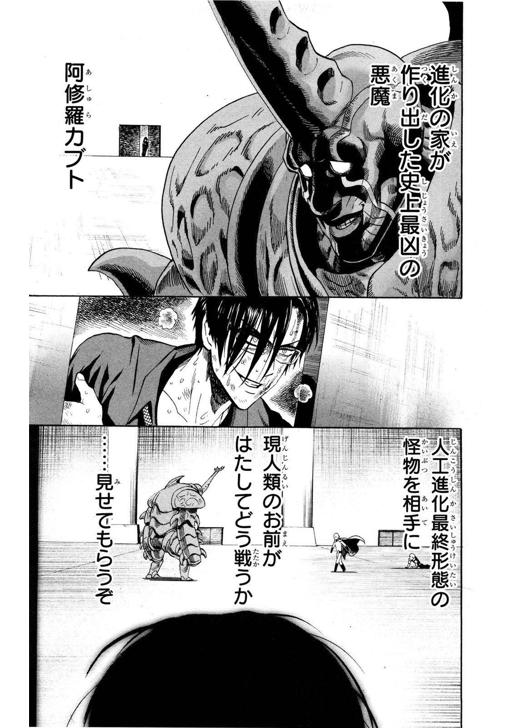 進化の家が
作り出した史上最凶の
悪魔
阿修羅カブト
人工進化最終形態の
怪物を相手に
現人類のお前が
はたしてどう戦うか
……見せてもらうぞ